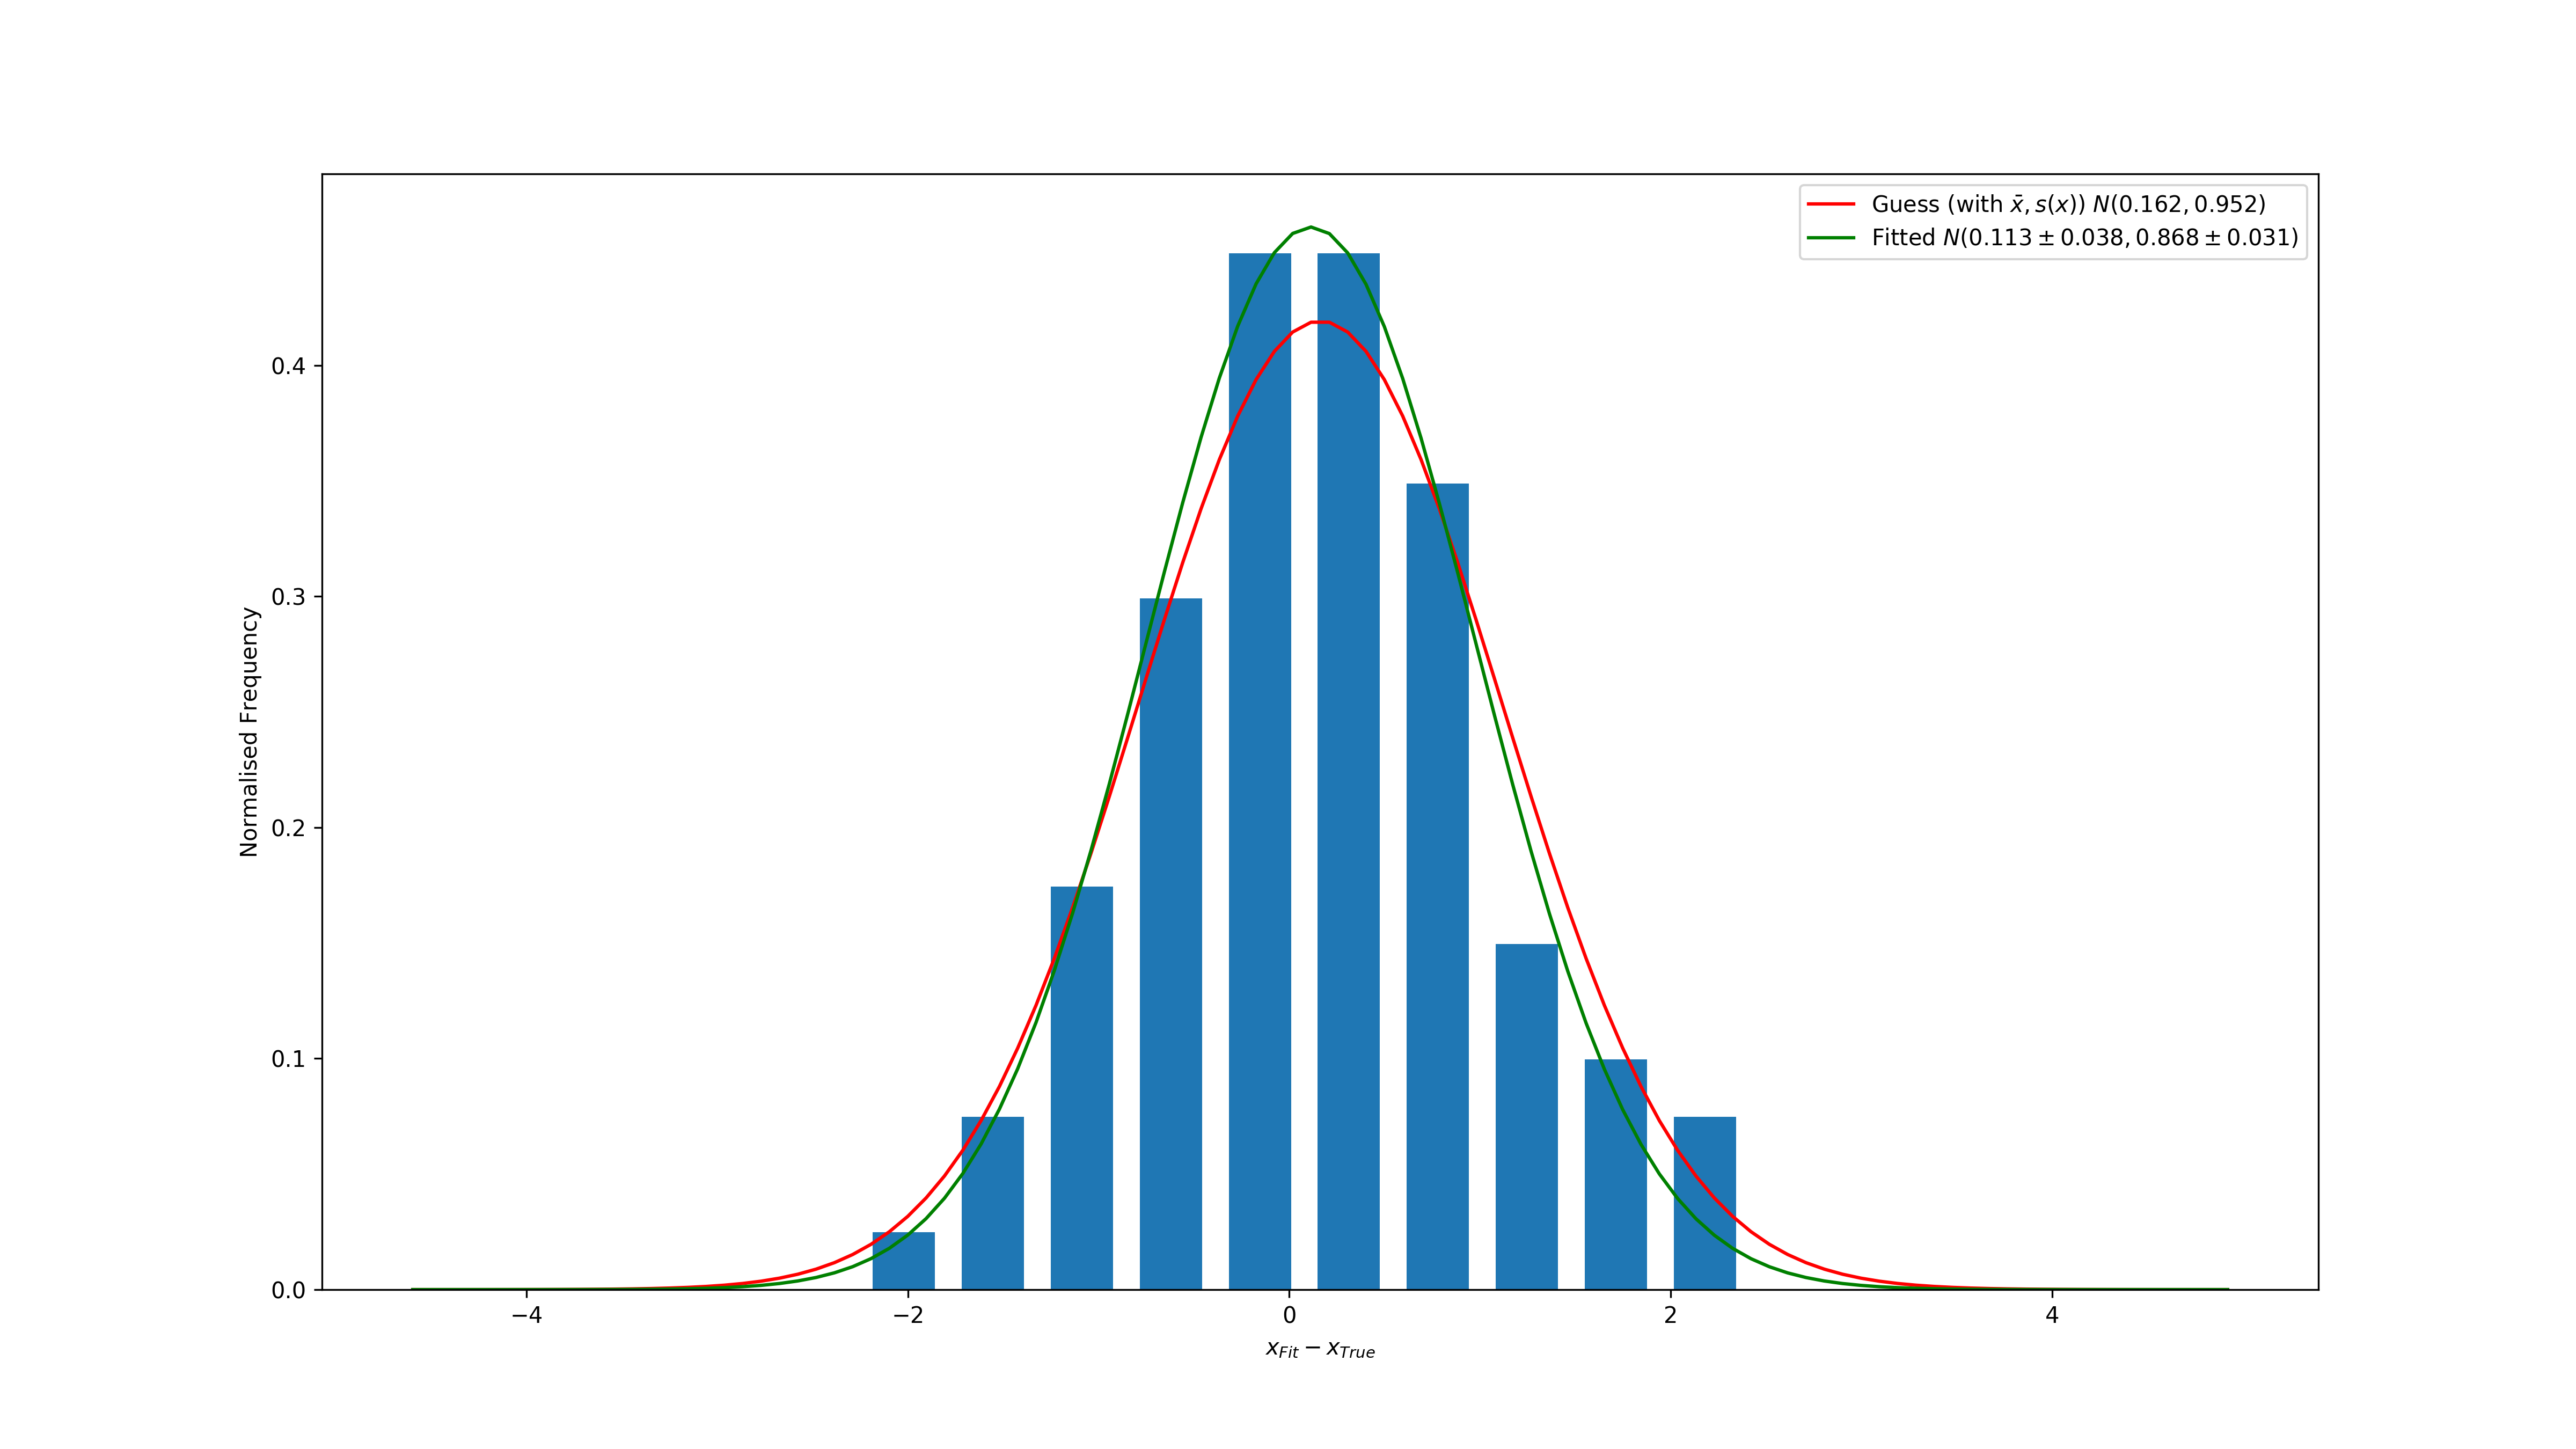 Guess (with x̄, s(x)) N(0.162, 0.952)
Fitted N(0.113 ± 0.038, 0.868 ± 0.031)
Normalised Frequency
0.4
0.3
0.2
0.1
0.0
−4 −2 0 2 4
x_Fit − x_True